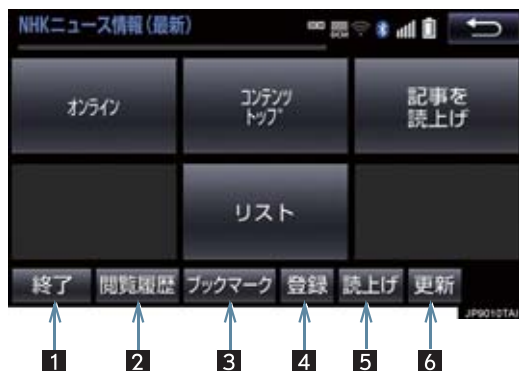 NHKニュース情報(最新)
オンライン
コンテンツ
トップ
記事を
読上げ
リスト
終了 閲覧履歴 ブックマーク 登録 読上げ 更新
JP9010TAI
1 2 3 4 5 6